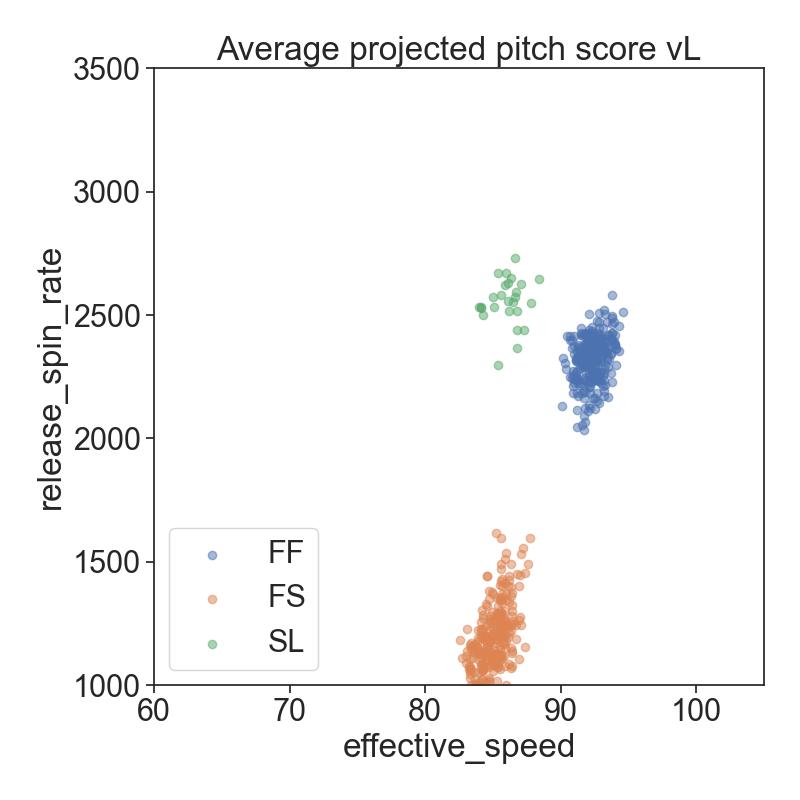 Average projected pitch score vL
3500
3000
2500
2000
1500
1000
release_spin_rate
FF
FS
SL
60 70 80 90 100
effective_speed